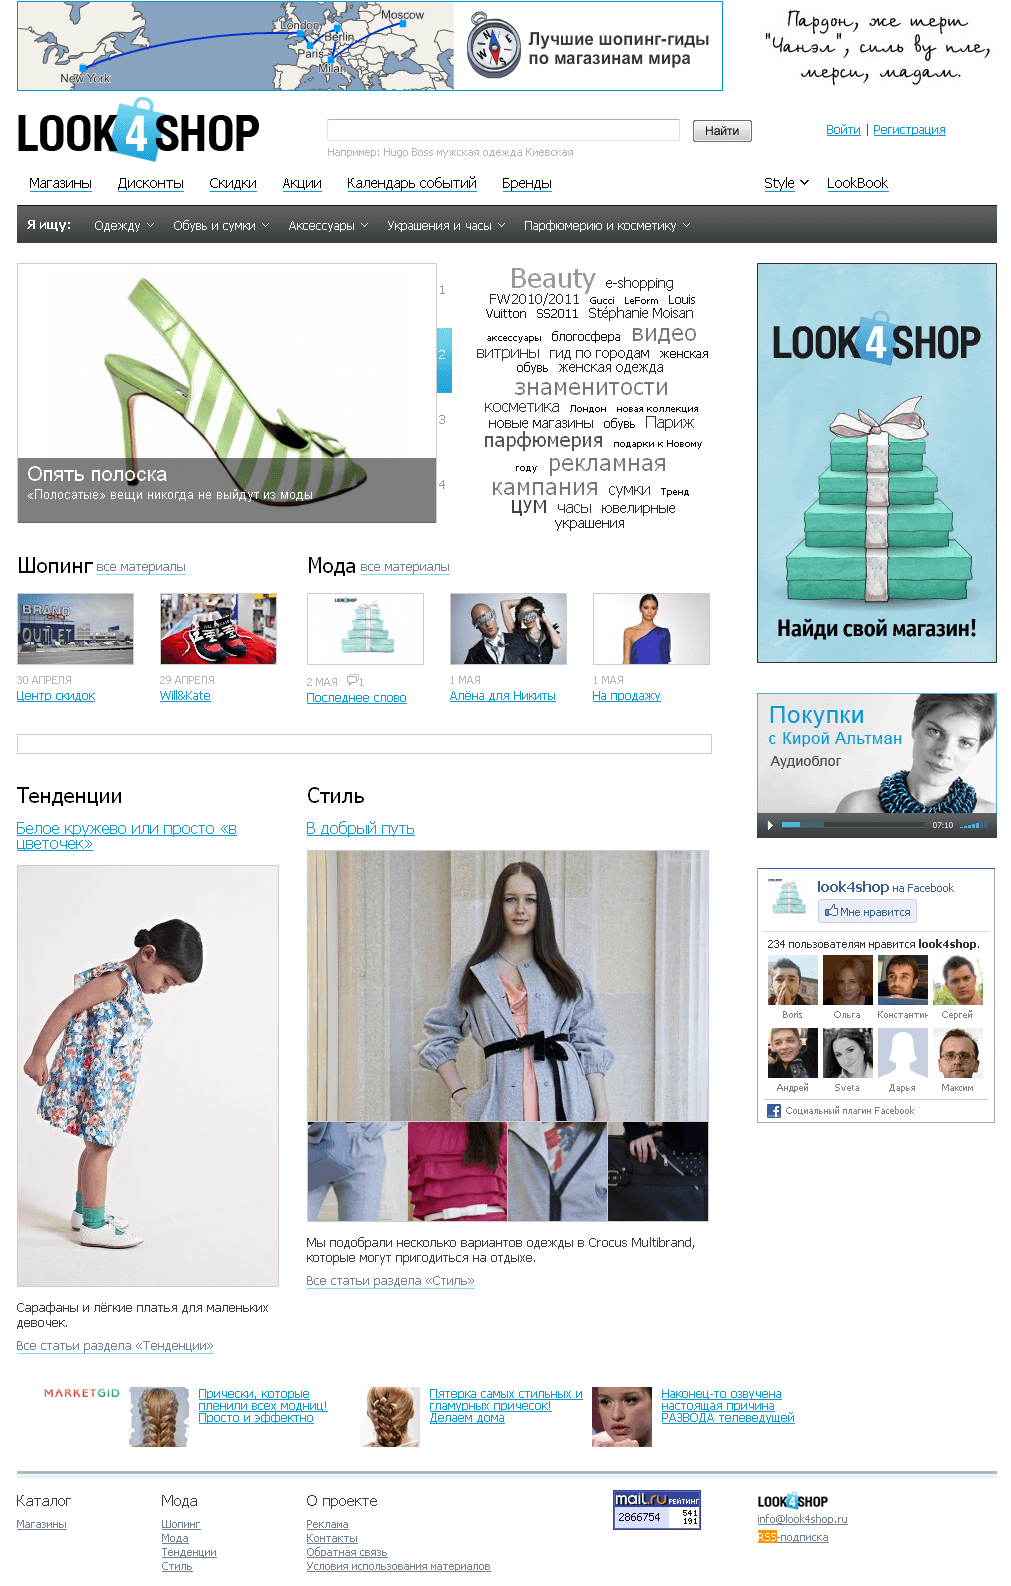 London
Moscow
Berlin
Paris
Milan
New York
Лучшие шопинг-гиды
по магазинам мира
Пардон, же терп
"Чанэл", силь ву пле,
мерси, мадам.
LOOK4SHOP
Найти
Например: Hugo Boss мужская одежда Киевская
Войти | Регистрация
Магазины Дисконты Скидки Акции Календарь событий Бренды Style LookBook
Я ищу: Одежду Обувь и сумки Аксессуары Украшения и часы Парфюмерию и косметику
1
2
3
4
Опять полоска
«Полосатые» вещи никогда не выйдут из моды
Beauty e-shopping
FW2010/2011 Gucci LeForm Louis
Vuitton SS2011 Stéphanie Moisan
аксессуары блогосфера видео
витрины гид по городам женская
обувь женская одежда
знаменитости
косметика Лондон новая коллекция
новые магазины обувь Париж
парфюмерия подарки к Новому
году рекламная
кампания сумки Тренд
ЦУМ часы ювелирные
украшения
LOOK4SHOP
Найди свой магазин!
Шопинг все материалы
BRAND
CITY
OUTLET
30 АПРЕЛЯ
Центр скидок
29 АПРЕЛЯ
Will&Kate
Мода все материалы
LOOK4SHOP
2 МАЯ 1
Последнее слово
1 МАЯ
Алёна для Никиты
1 МАЯ
На продажу
Покупки
с Кирой Альтман
Аудиоблог
07:10
Тенденции
Белое кружево или просто «в
цветочек»
Сарафаны и лёгкие платья для маленьких
девочек.
Все статьи раздела «Тенденции»
Стиль
В добрый путь
Мы подобрали несколько вариантов одежды в Crocus Multibrand,
которые могут пригодиться на отдыхе.
Все статьи раздела «Стиль»
LOOK4SHOP
look4shop на Facebook
Мне нравится
234 пользователям нравится look4shop.
Boris Ольга Константин Сергей
Андрей Sveta Дарья Максим
Социальный плагин Facebook
MARKETGID
Прически, которые
пленили всех модниц!
Просто и эффектно
Пятерка самых стильных и
гламурных причесок!
Делаем дома
Наконец-то озвучена
настоящая причина
РАЗВОДА телеведущей
Каталог
Магазины
Мода
Шопинг
Мода
Тенденции
Стиль
О проекте
Реклама
Контакты
Обратная связь
Условия использования материалов
mail.ru РЕЙТИНГ
2866754 541
191
LOOK4SHOP
info@look4shop.ru
RSS-подписка